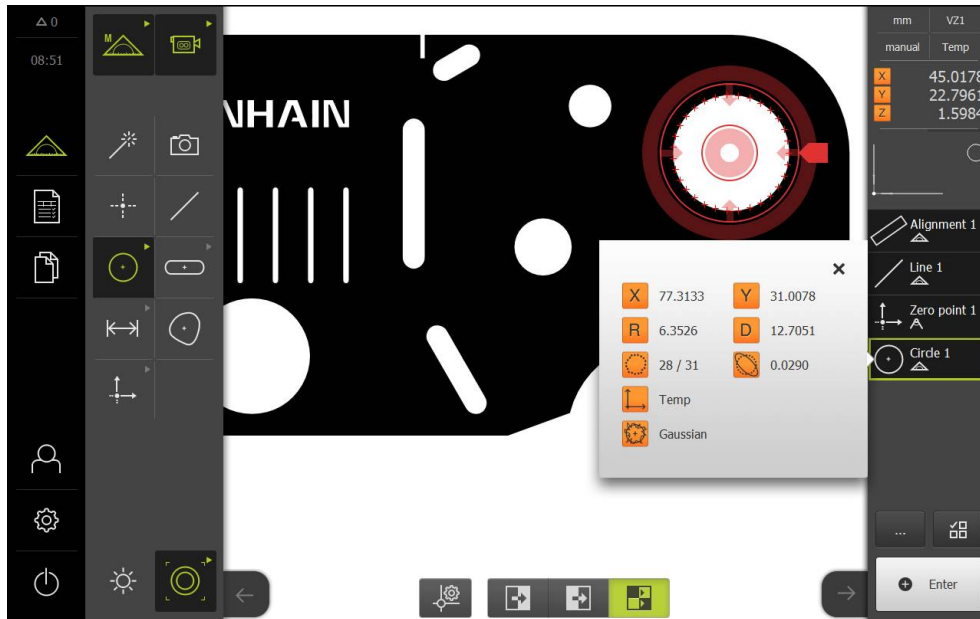 △ 0
08:51
M
NHAIN
mm VZ1
manual Temp
X 45.0178
Y 22.7961
Z 1.5984
Alignment 1
Line 1
Zero point 1
Circle 1
X 77.3133 Y 31.0078
R 6.3526 D 12.7051
28 / 31 0.0290
Temp
Gaussian
...
Enter